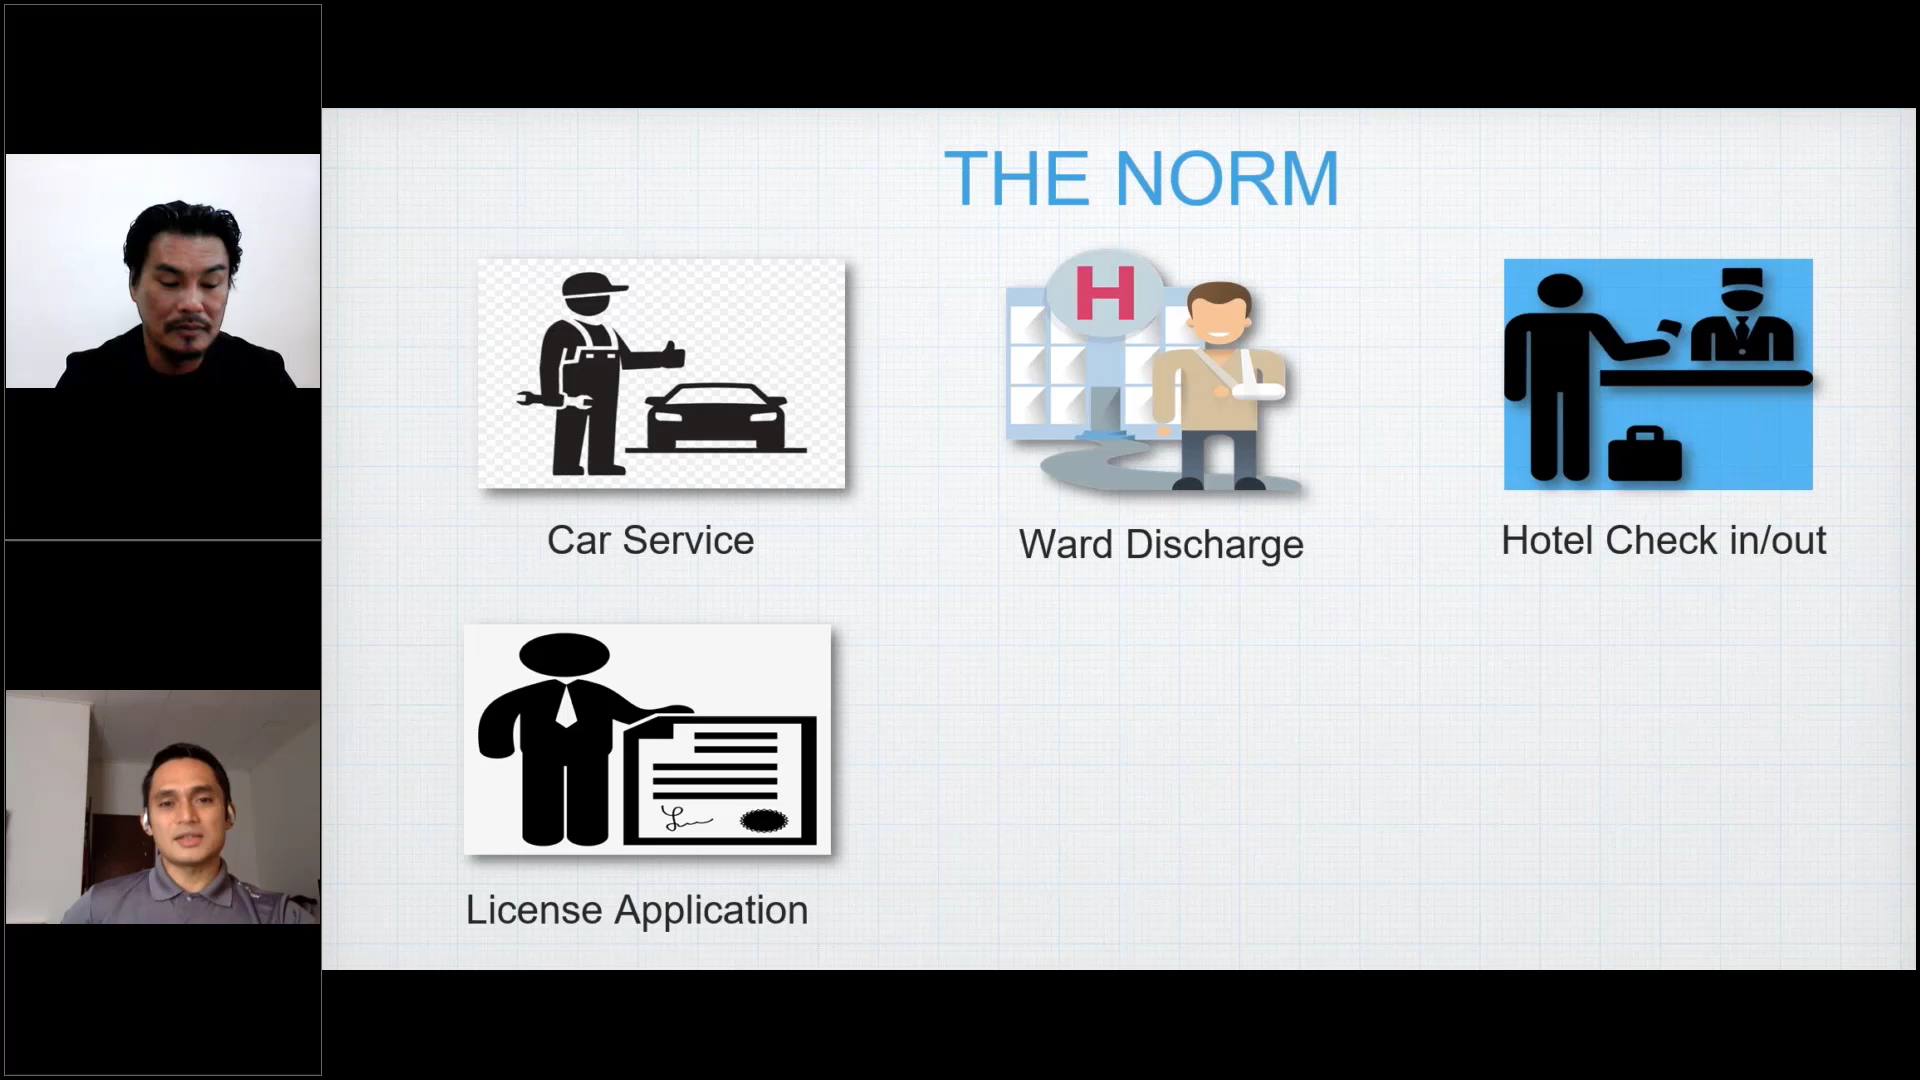 THE NORM
H
Car Service
Ward Discharge
Hotel Check in/out
License Application